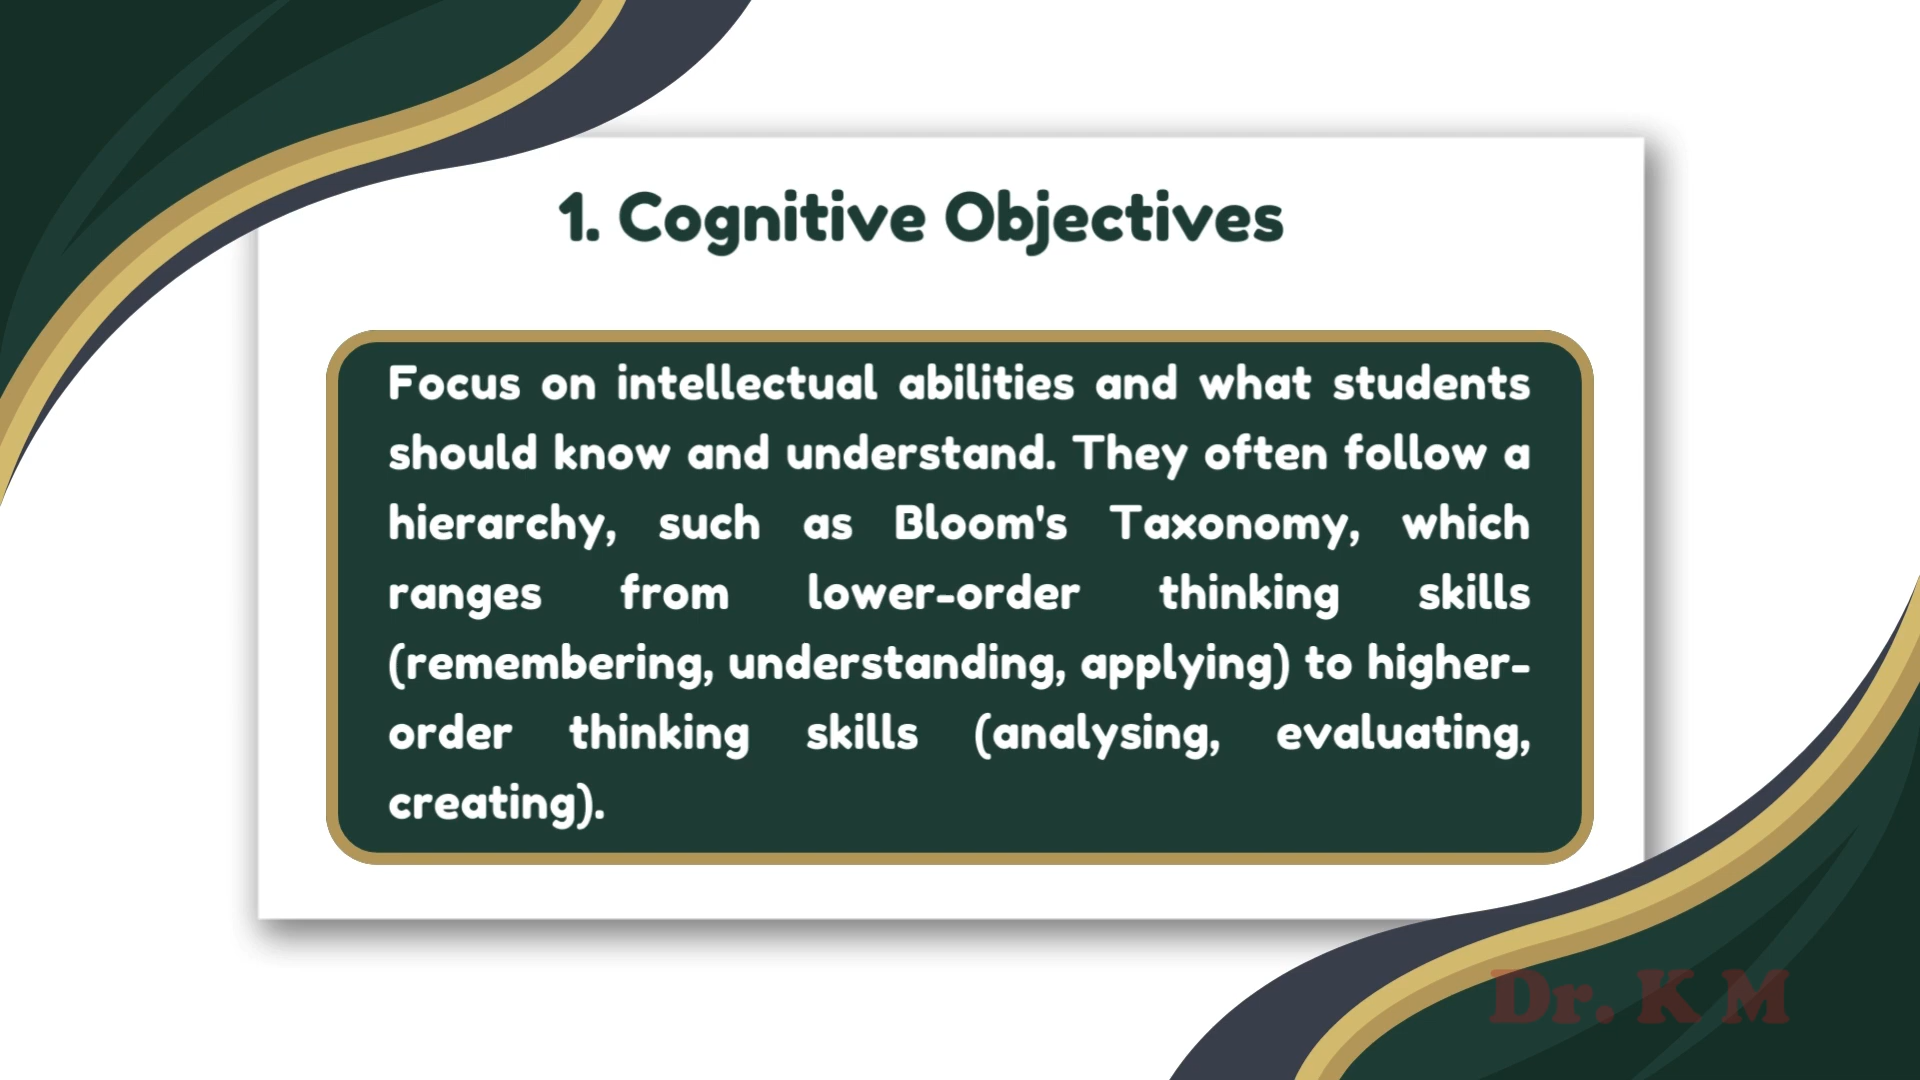 1. Cognitive Objectives
Focus on intellectual abilities and what students
should know and understand. They often follow a
hierarchy, such as Bloom's Taxonomy, which
ranges from lower-order thinking skills
(remembering, understanding, applying) to higher-
order thinking skills (analysing, evaluating,
creating).
Dr. K M